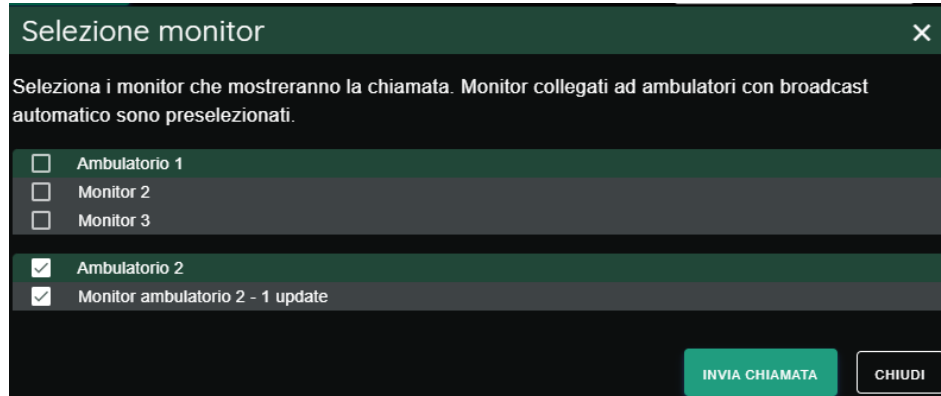 Selezione monitor
Seleziona i monitor che mostreranno la chiamata. Monitor collegati ad ambulatori con broadcast
automatico sono preselezionati.
Ambulatorio 1
Monitor 2
Monitor 3
Ambulatorio 2
Monitor ambulatorio 2 - 1 update
INVIA CHIAMATA
CHIUDI